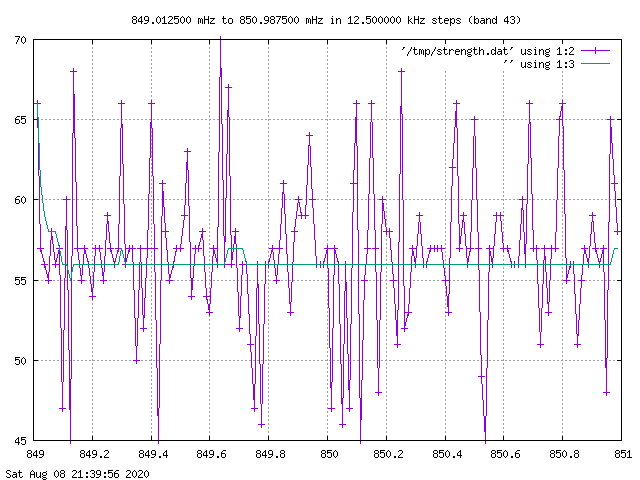 849.012500 mHz to 850.987500 mHz in 12.500000 kHz steps (band 43)
'/tmp/strength.dat' using 1:2
'' using 1:3
70
65
60
55
50
45
849 849.2 849.4 849.6 849.8 850 850.2 850.4 850.6 850.8 851
Sat Aug 08 21:39:56 2020